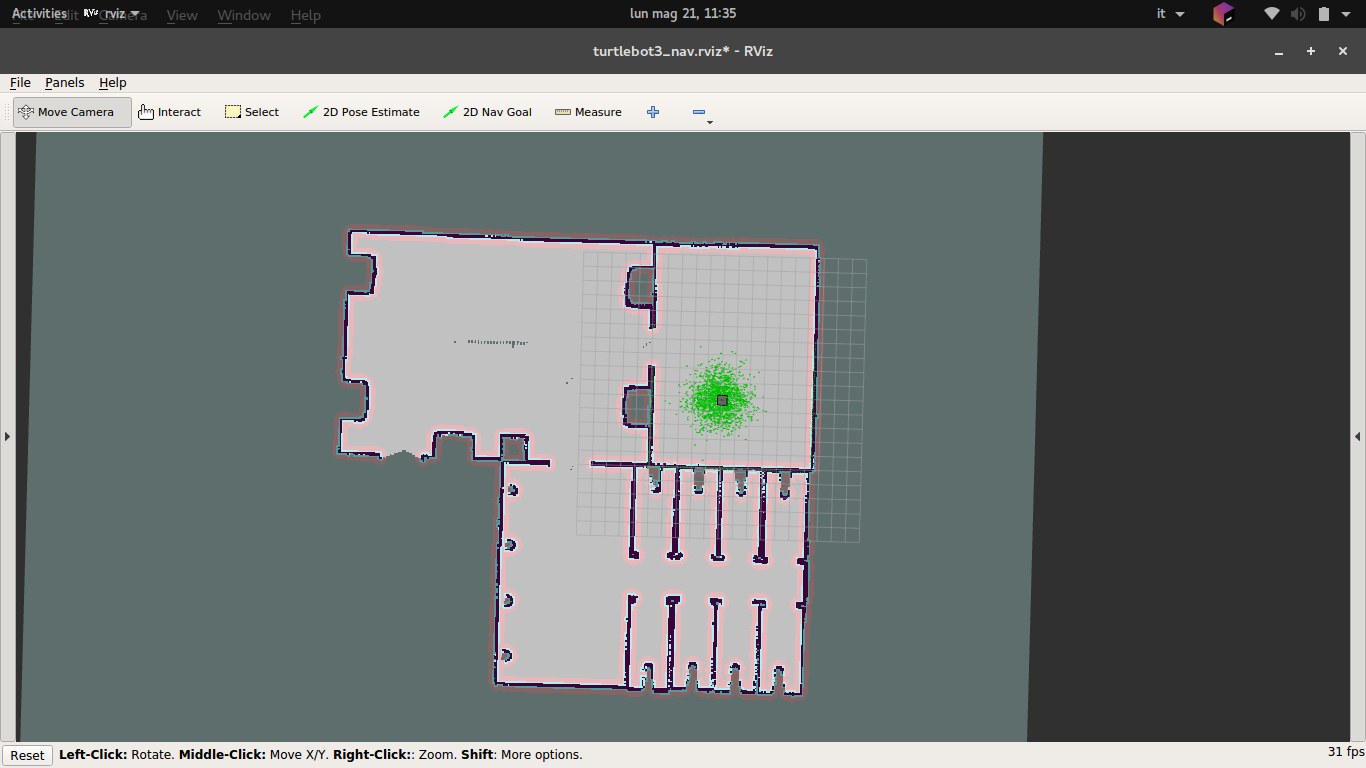 Activities File Edit rviz Camera View Window Help lun mag 21, 11:35 it
turtlebot3_nav.rviz* - RViz
File Panels Help
Move Camera Interact Select 2D Pose Estimate 2D Nav Goal Measure
Reset Left-Click: Rotate. Middle-Click: Move X/Y. Right-Click:: Zoom. Shift: More options. 31 fps